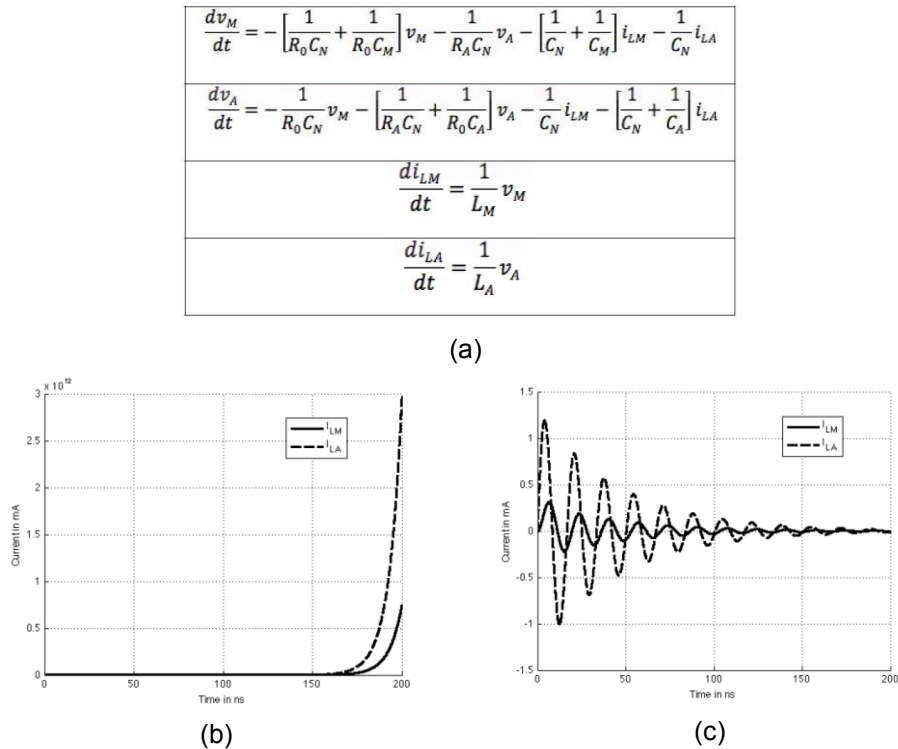 dv_M/dt = −[1/(R_0C_N) + 1/(R_0C_M)] v_M − 1/(R_AC_N) v_A − [1/C_N + 1/C_M] i_LM − 1/C_N i_LA
dv_A/dt = −1/(R_0C_N) v_M − [1/(R_AC_N) + 1/(R_0C_A)] v_A − 1/C_N i_LM − [1/C_N + 1/C_A] i_LA
di_LM/dt = 1/L_M v_M
di_LA/dt = 1/L_A v_A
(a)
x 10^12
3
2.5
2
1.5
1
0.5
0
I_LM
I_LA
Current in mA
0 50 100 150 200
Time in ns
(b)
1.5
1
0.5
0
-0.5
-1
-1.5
I_LM
I_LA
Current in mA
0 50 100 150 200
Time in ns
(c)